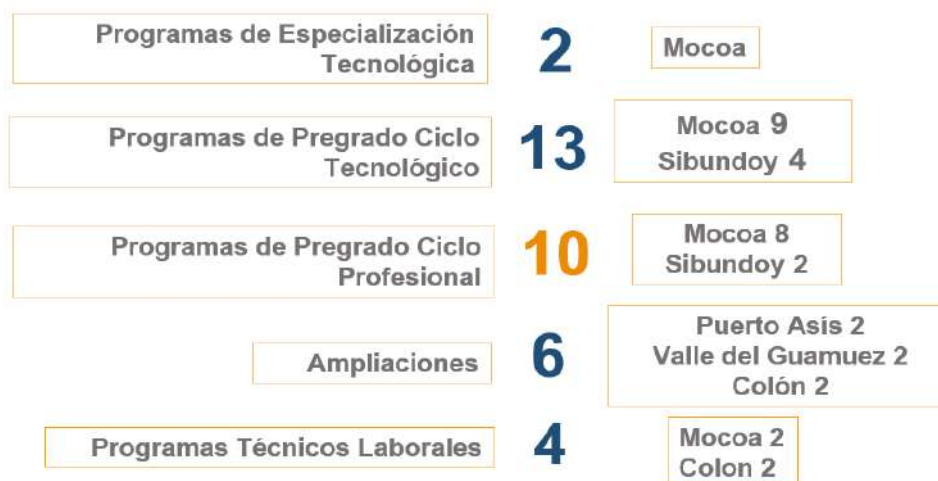 Programas de Especialización
Tecnológica
2
Mocoa
Programas de Pregrado Ciclo
Tecnológico
13
Mocoa 9
Sibundoy 4
Programas de Pregrado Ciclo
Profesional
10
Mocoa 8
Sibundoy 2
Ampliaciones
6
Puerto Asís 2
Valle del Guamuez 2
Colón 2
Programas Técnicos Laborales
4
Mocoa 2
Colon 2